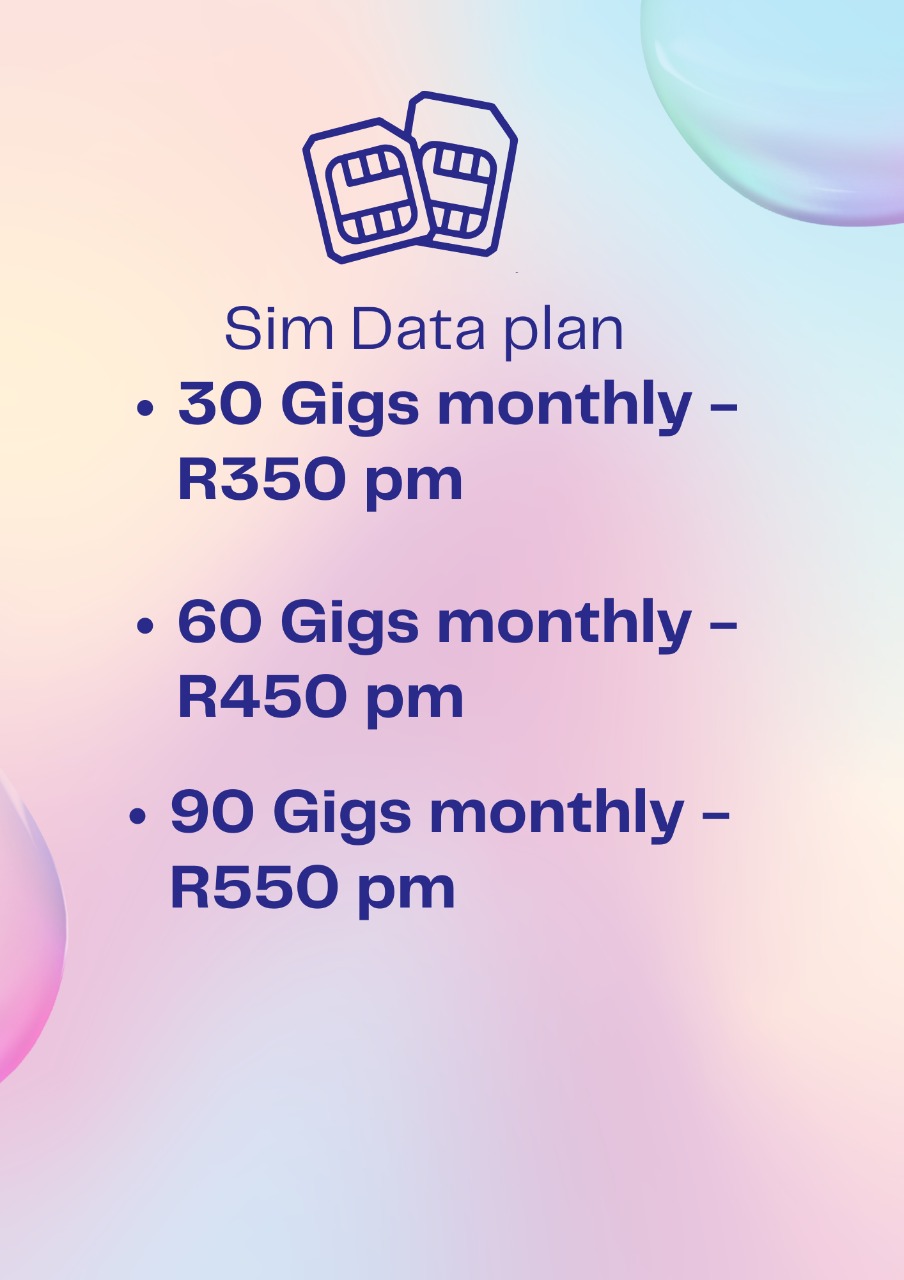 Sim Data plan
• 30 Gigs monthly –
R350 pm
• 60 Gigs monthly –
R450 pm
• 90 Gigs monthly –
R550 pm